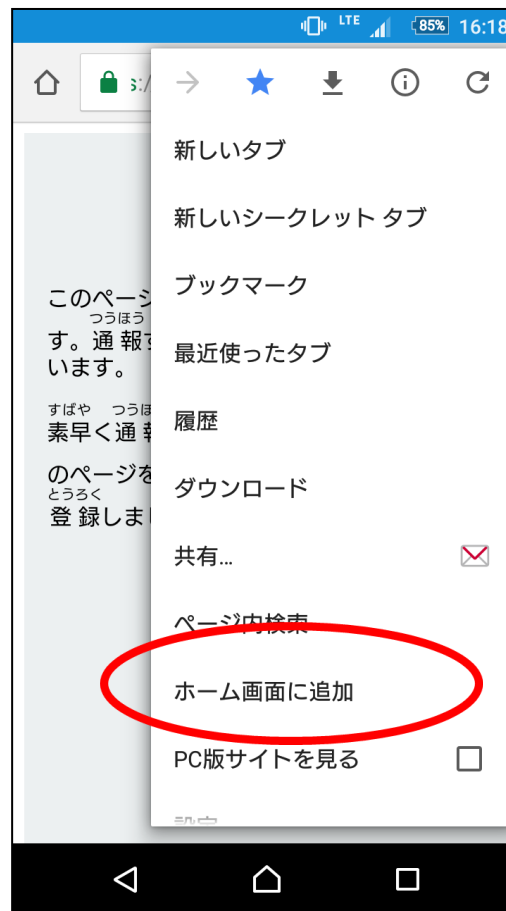 LTE 85% 16:18
s:/
新しいタブ
新しいシークレット タブ
ブックマーク
最近使ったタブ
履歴
ダウンロード
共有...
ページ内検索
ホーム画面に追加
PC版サイトを見る
設定
このページ
つうほう
す。通報す
います。
すばや つうほ
素早く通報
のページを
とうろく
登録しまし